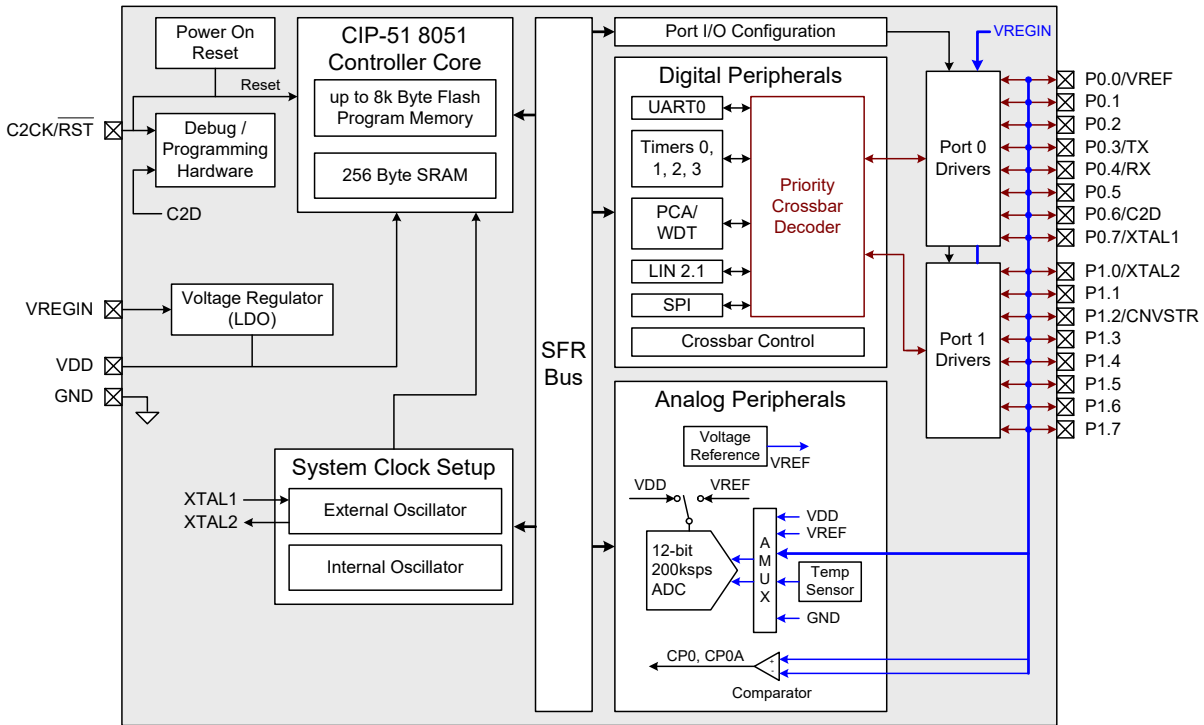 Power On
Reset
Reset
C2CK/RST
Debug /
Programming
Hardware
C2D
CIP-51 8051
Controller Core
up to 8k Byte Flash
Program Memory
256 Byte SRAM
VREGIN
Voltage Regulator
(LDO)
VDD
GND
System Clock Setup
XTAL1
XTAL2
External Oscillator
Internal Oscillator
SFR
Bus
Port I/O Configuration
Digital Peripherals
UART0
Timers 0,
1, 2, 3
PCA/
WDT
LIN 2.1
SPI
Priority
Crossbar
Decoder
Crossbar Control
Analog Peripherals
Voltage
Reference
VREF
VDD
VREF
12-bit
200ksps
ADC
A
M
U
X
VDD
VREF
Temp
Sensor
GND
CP0, CP0A
+
-
Comparator
VREGIN
Port 0
Drivers
Port 1
Drivers
P0.0/VREF
P0.1
P0.2
P0.3/TX
P0.4/RX
P0.5
P0.6/C2D
P0.7/XTAL1
P1.0/XTAL2
P1.1
P1.2/CNVSTR
P1.3
P1.4
P1.5
P1.6
P1.7